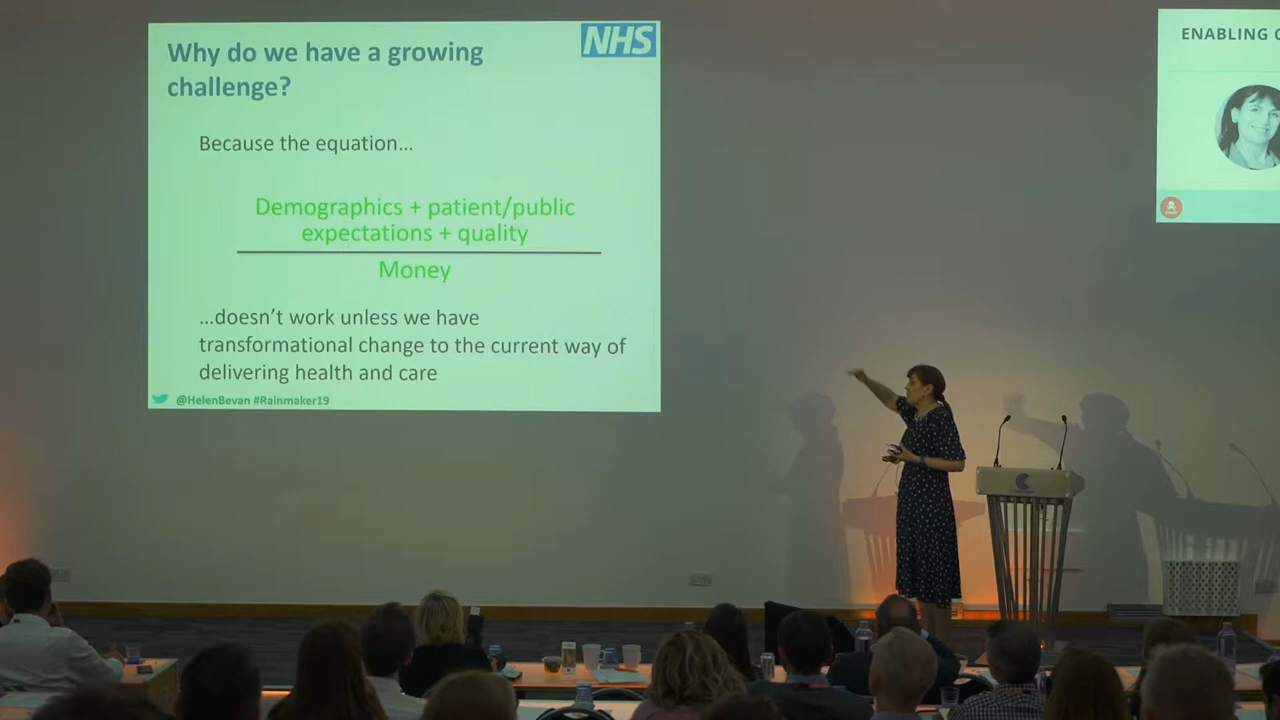 Why do we have a growing
challenge?
NHS
Because the equation...
Demographics + patient/public
expectations + quality
Money
...doesn't work unless we have
transformational change to the current way of
delivering health and care
@HelenBevan #Rainmaker19
ENABLING